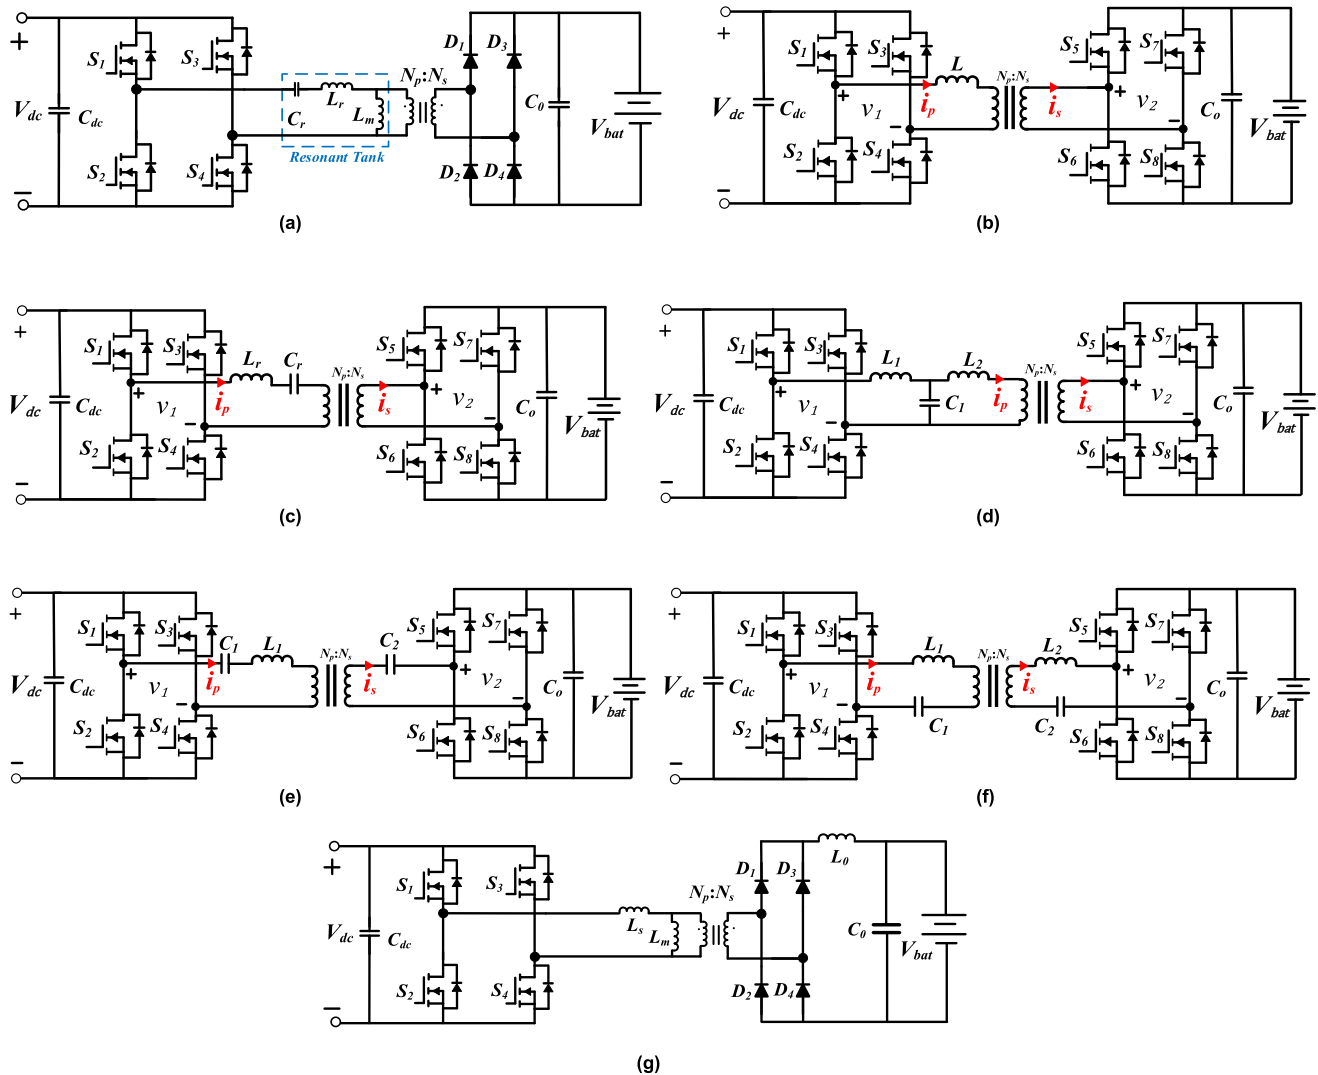 + V_dc − C_dc S_1 S_2 S_3 S_4 C_r L_r L_m N_p:N_s D_1 D_3 D_2 D_4 C_0 V_bat
Resonant Tank
(a)
+ V_dc − C_dc S_1 S_2 S_3 S_4 + v_1 − i_p L N_p:N_s i_s S_5 S_6 S_7 S_8 + v_2 − C_o V_bat
(b)
+ V_dc − C_dc S_1 S_2 S_3 S_4 + v_1 − i_p L_r C_r N_p:N_s i_s S_5 S_6 S_7 S_8 + v_2 − C_o V_bat
(c)
+ V_dc − C_dc S_1 S_2 S_3 S_4 + v_1 − L_1 C_1 L_2 i_p N_p:N_s i_s S_5 S_6 S_7 S_8 + v_2 − C_o V_bat
(d)
+ V_dc − C_dc S_1 S_2 S_3 S_4 + v_1 − i_p C_1 L_1 N_p:N_s i_s C_2 S_5 S_6 S_7 S_8 + v_2 − C_o V_bat
(e)
+ V_dc − C_dc S_1 S_2 S_3 S_4 + v_1 − i_p L_1 C_1 N_p:N_s i_s L_2 C_2 S_5 S_6 S_7 S_8 + v_2 − C_o V_bat
(f)
+ V_dc − C_dc S_1 S_2 S_3 S_4 L_s L_m N_p:N_s D_1 D_3 D_2 D_4 L_0 C_0 V_bat
(g)